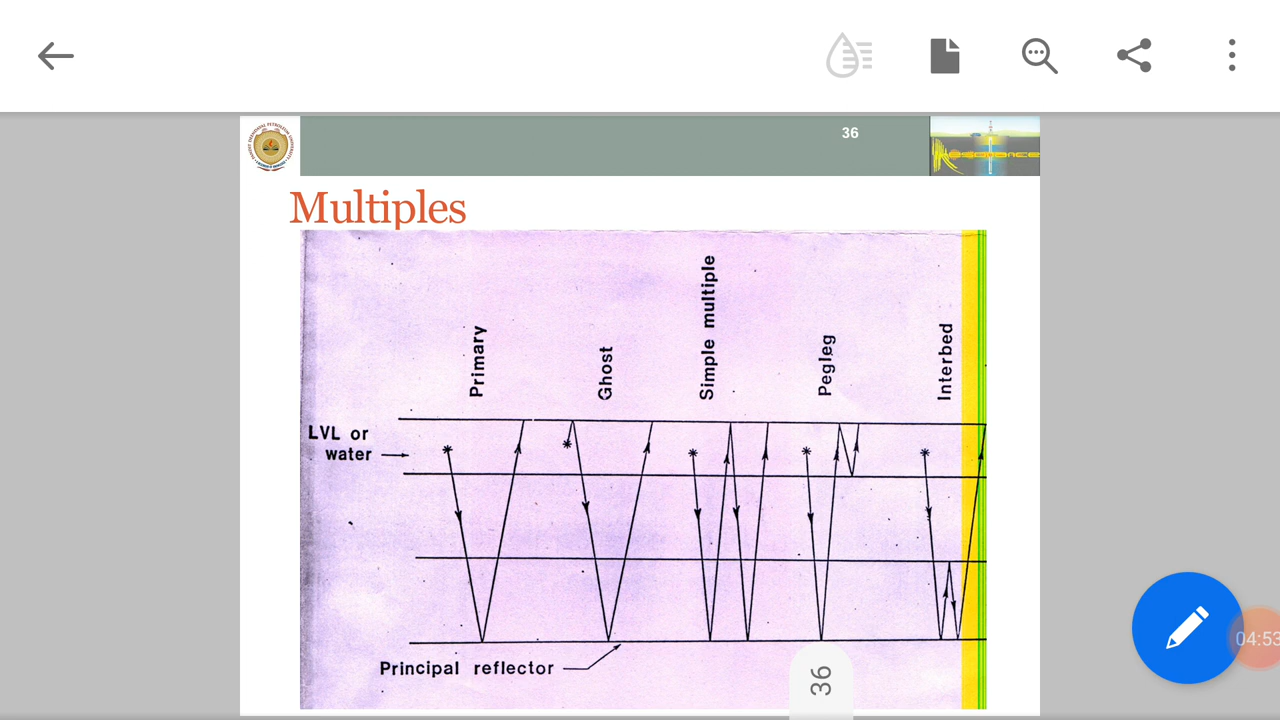 36
Multiples
Primary
Ghost
Simple multiple
Pegleg
Interbed
LVL or
water
Principal reflector
36
04:53